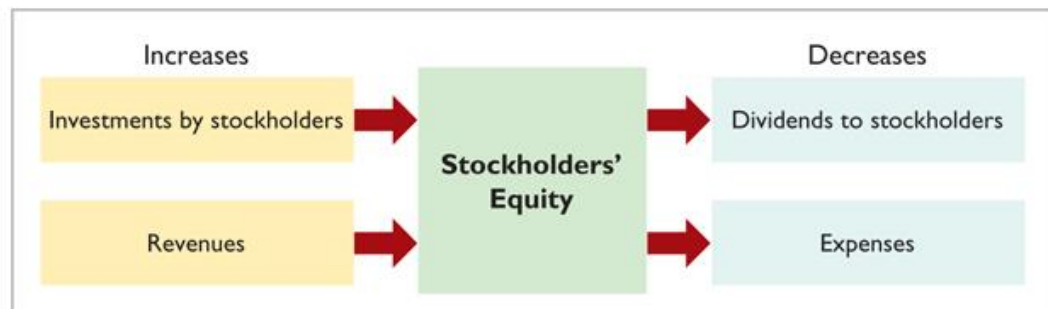 Increases
Decreases
Investments by stockholders
Dividends to stockholders
Stockholders’
Equity
Revenues
Expenses